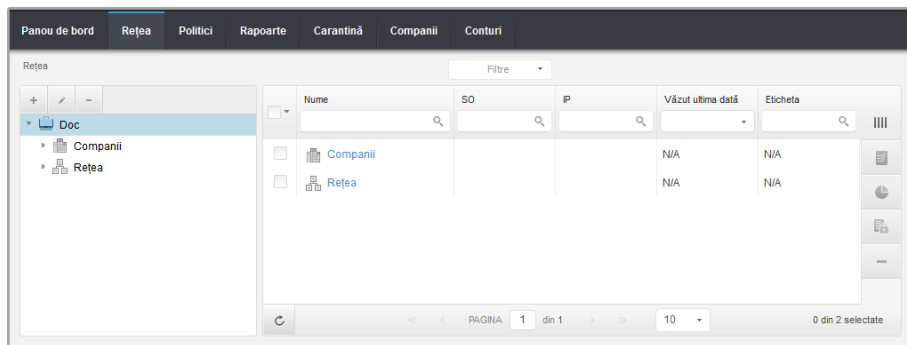 Panou de bord Rețea Politici Rapoarte Carantină Companii Conturi
Rețea Filtre
Doc
Companii
Rețea
Nume SO IP Văzut ultima dată Eticheta
Companii N/A N/A
Rețea N/A N/A
PAGINA 1 din 1 10 0 din 2 selectate